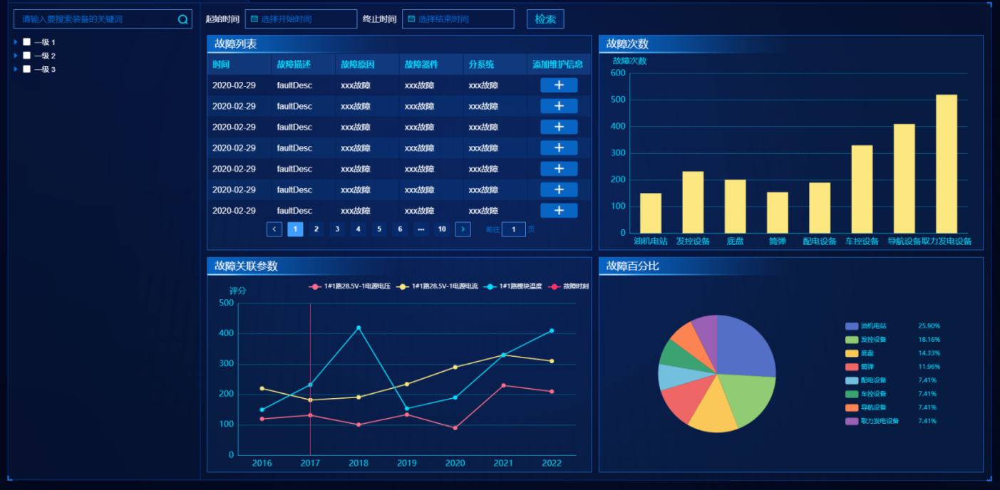 请输入要搜索装备的关键词
起始时间 选择开始时间 终止时间 选择结束时间 检索
一级 1
一级 2
一级 3
故障列表
时间 故障描述 故障原因 故障器件 分系统 添加维护信息
2020-02-29 faultDesc xxx故障 xxx故障 xxx故障 +
2020-02-29 faultDesc xxx故障 xxx故障 xxx故障 +
2020-02-29 faultDesc xxx故障 xxx故障 xxx故障 +
2020-02-29 faultDesc xxx故障 xxx故障 xxx故障 +
2020-02-29 faultDesc xxx故障 xxx故障 xxx故障 +
2020-02-29 faultDesc xxx故障 xxx故障 xxx故障 +
2020-02-29 faultDesc xxx故障 xxx故障 xxx故障 +
< 1 2 3 4 5 6 ··· 10 > 前往 1 页
故障次数
故障次数
600
500
400
300
200
100
0
油机电站 发控设备 底盘 筒弹 配电设备 车控设备 导航设备 取力发电设备
故障关联参数
1#1路28.5V-1电源电压 1#1路28.5V-1电源电流 1#1路模块温度 故障时刻
评分
500
400
300
200
100
0
2016 2017 2018 2019 2020 2021 2022
故障百分比
油机电站 25.90%
发控设备 18.16%
底盘 14.33%
筒弹 11.96%
配电设备 7.41%
车控设备 7.41%
导航设备 7.41%
取力发电设备 7.41%